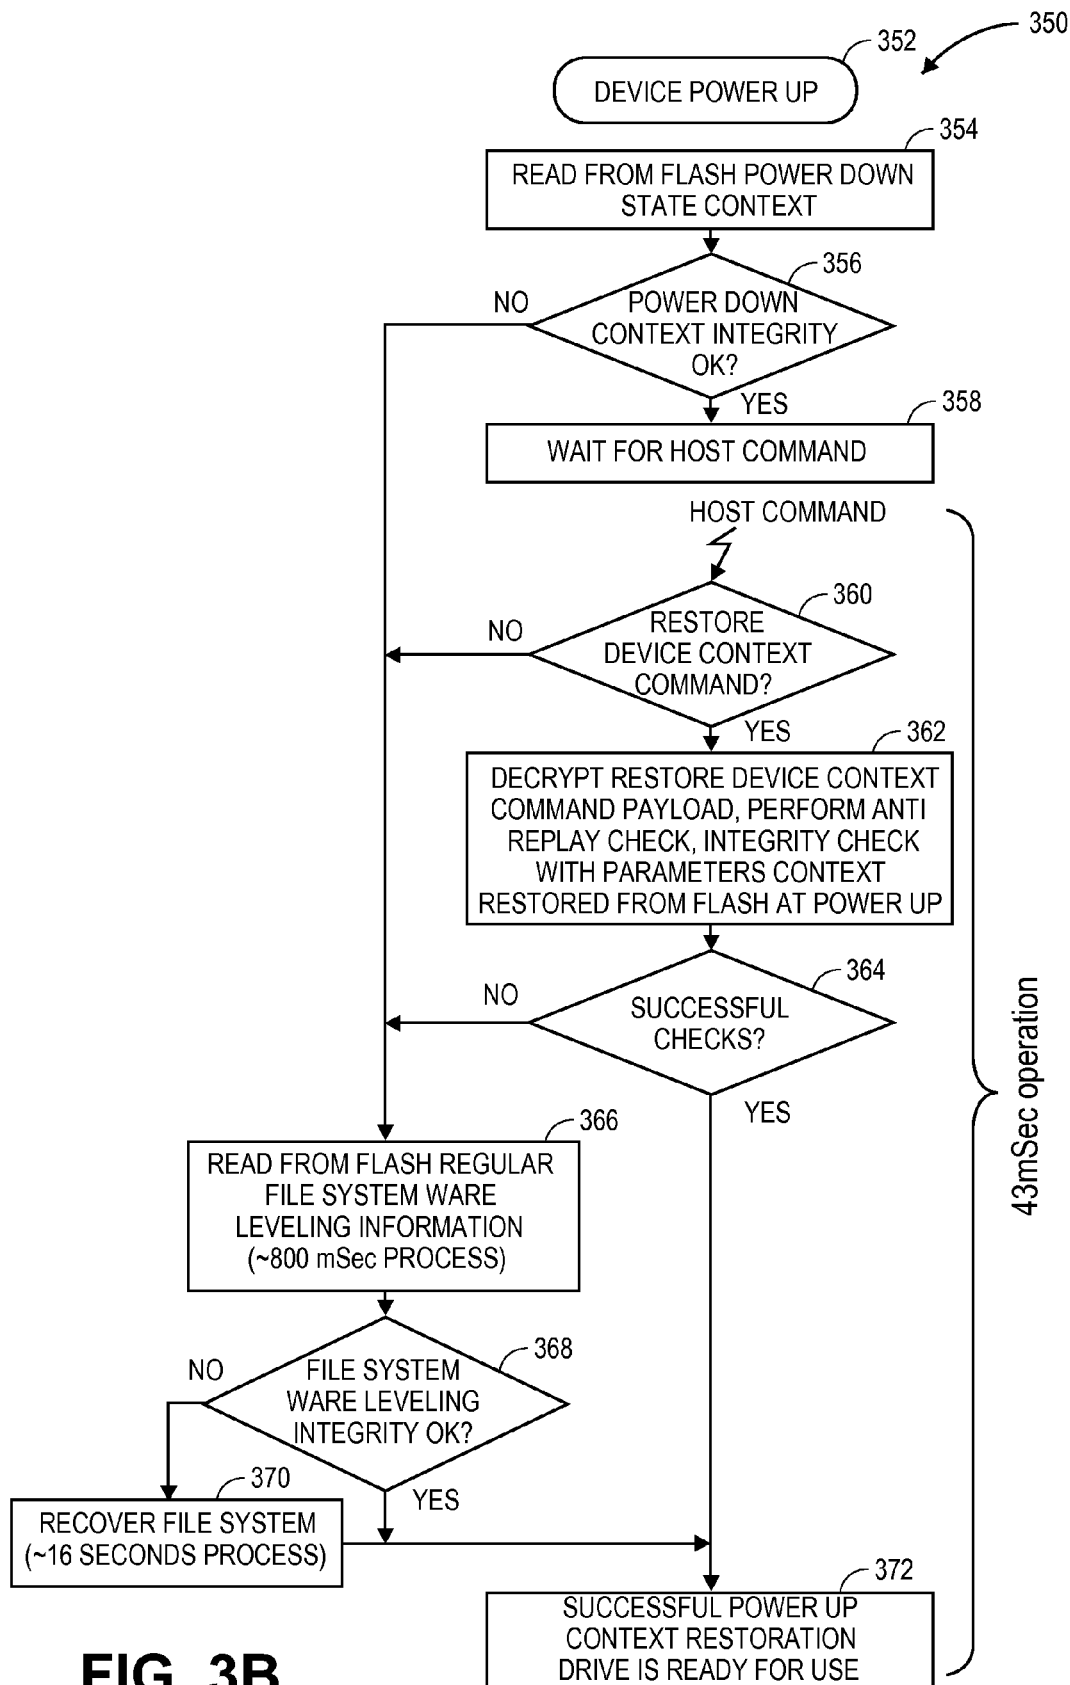 350
352
DEVICE POWER UP
354
READ FROM FLASH POWER DOWN
STATE CONTEXT
356
NO
POWER DOWN
CONTEXT INTEGRITY
OK?
YES
358
WAIT FOR HOST COMMAND
HOST COMMAND
360
NO
RESTORE
DEVICE CONTEXT
COMMAND?
YES
362
DECRYPT RESTORE DEVICE CONTEXT
COMMAND PAYLOAD, PERFORM ANTI
REPLAY CHECK, INTEGRITY CHECK
WITH PARAMETERS CONTEXT
RESTORED FROM FLASH AT POWER UP
364
NO
SUCCESSFUL
CHECKS?
YES
43mSec operation
366
READ FROM FLASH REGULAR
FILE SYSTEM WARE
LEVELING INFORMATION
(~800 mSec PROCESS)
368
NO
FILE SYSTEM
WARE LEVELING
INTEGRITY OK?
YES
370
RECOVER FILE SYSTEM
(~16 SECONDS PROCESS)
372
SUCCESSFUL POWER UP
CONTEXT RESTORATION
DRIVE IS READY FOR USE
FIG. 3B